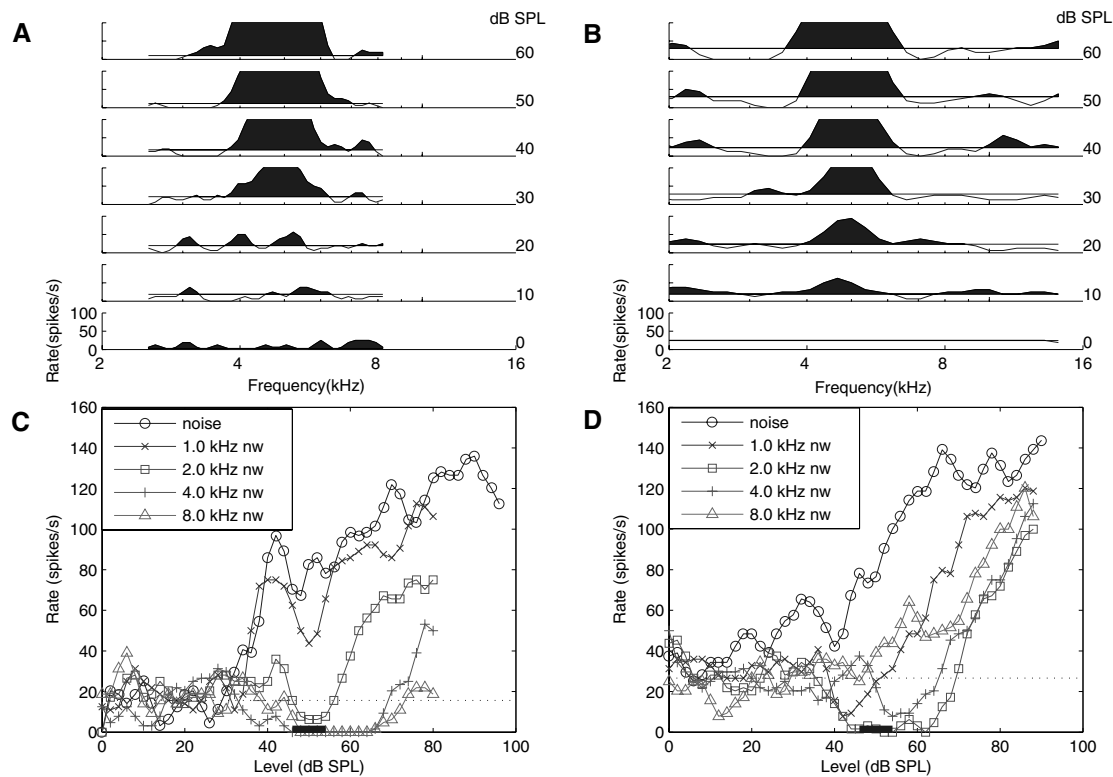 A
dB SPL
60
50
40
30
20
10
0
Rate(spikes/s)
100
50
0
2
4
8
16
Frequency(kHz)
B
dB SPL
60
50
40
30
20
10
0
Rate(spikes/s)
100
50
0
2
4
8
16
Frequency(kHz)
C
noise
1.0 kHz nw
2.0 kHz nw
4.0 kHz nw
8.0 kHz nw
160
140
120
100
80
60
40
20
0
Rate (spikes/s)
0
20
40
60
80
100
Level (dB SPL)
D
noise
1.0 kHz nw
2.0 kHz nw
4.0 kHz nw
8.0 kHz nw
160
140
120
100
80
60
40
20
0
Rate (spikes/s)
0
20
40
60
80
100
Level (dB SPL)